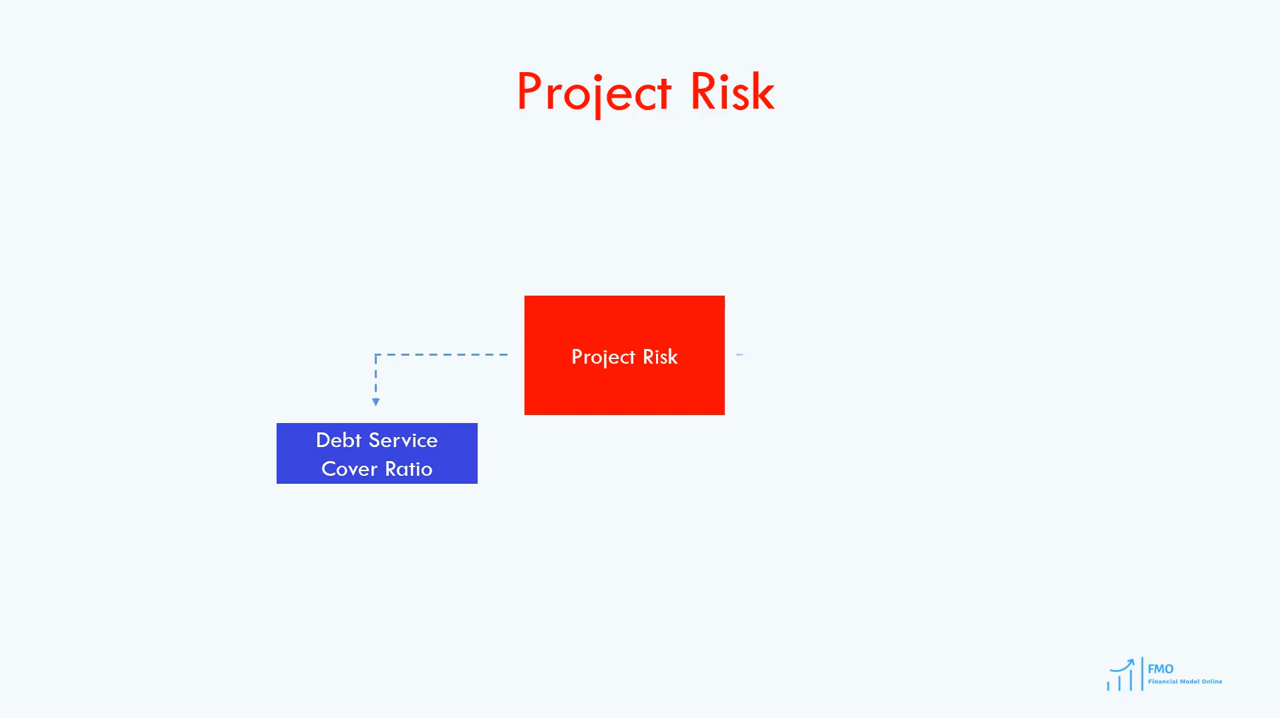 Project Risk
Project Risk
Debt Service
Cover Ratio
FMO
Financial Model Online